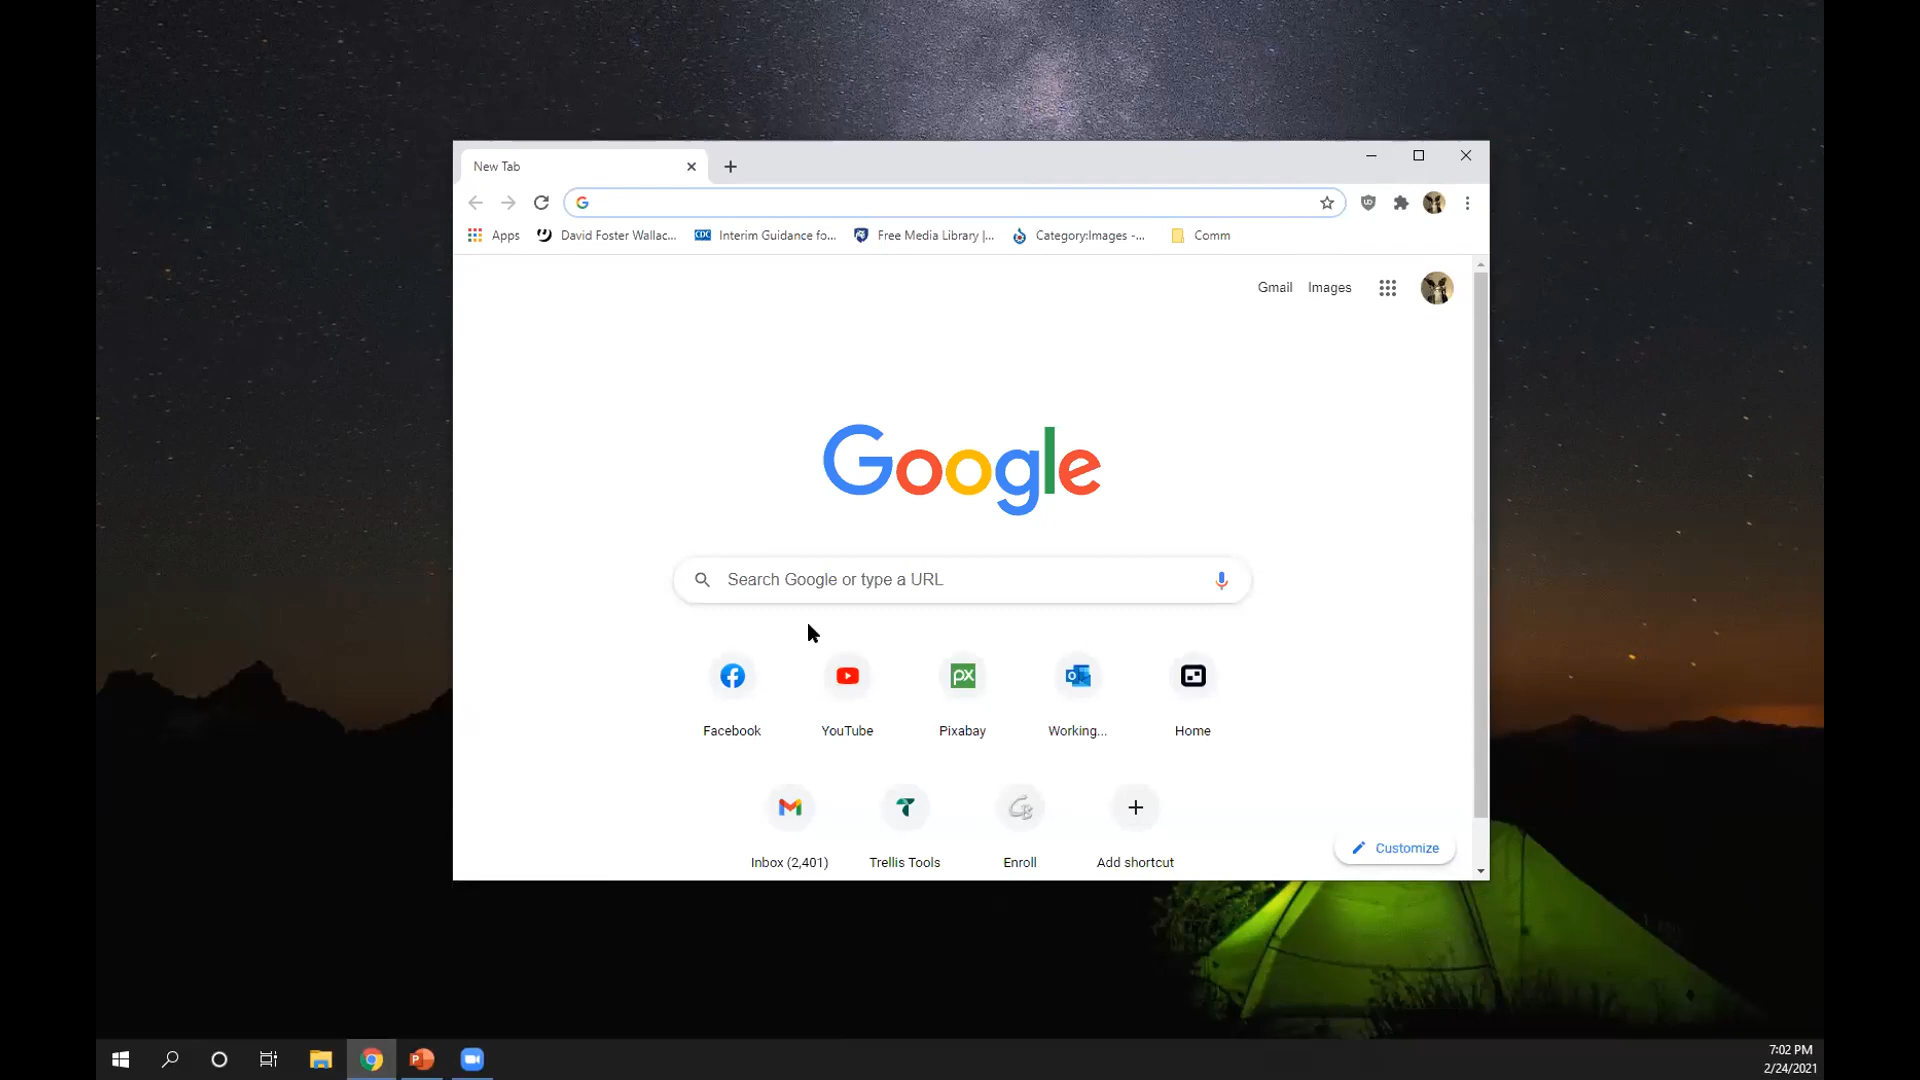 New Tab
Apps
David Foster Wallac...
Interim Guidance fo...
Free Media Library |...
Category:Images -...
Comm
Gmail
Images
Google
Search Google or type a URL
Facebook
YouTube
Pixabay
Working...
Home
Inbox (2,401)
Trellis Tools
Enroll
Add shortcut
Customize
7:02 PM
2/24/2021